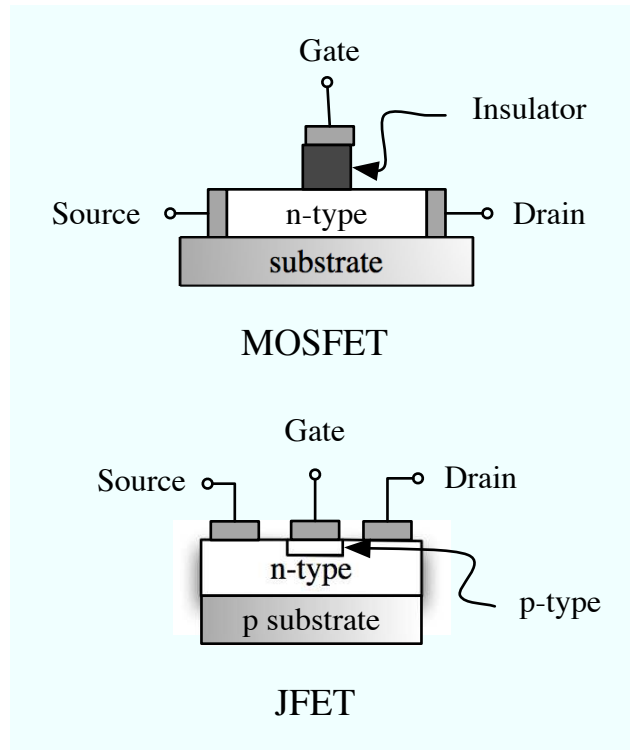 Gate
Insulator
Source
n-type
Drain
substrate
MOSFET
Gate
Source
Drain
n-type
p-type
p substrate
JFET